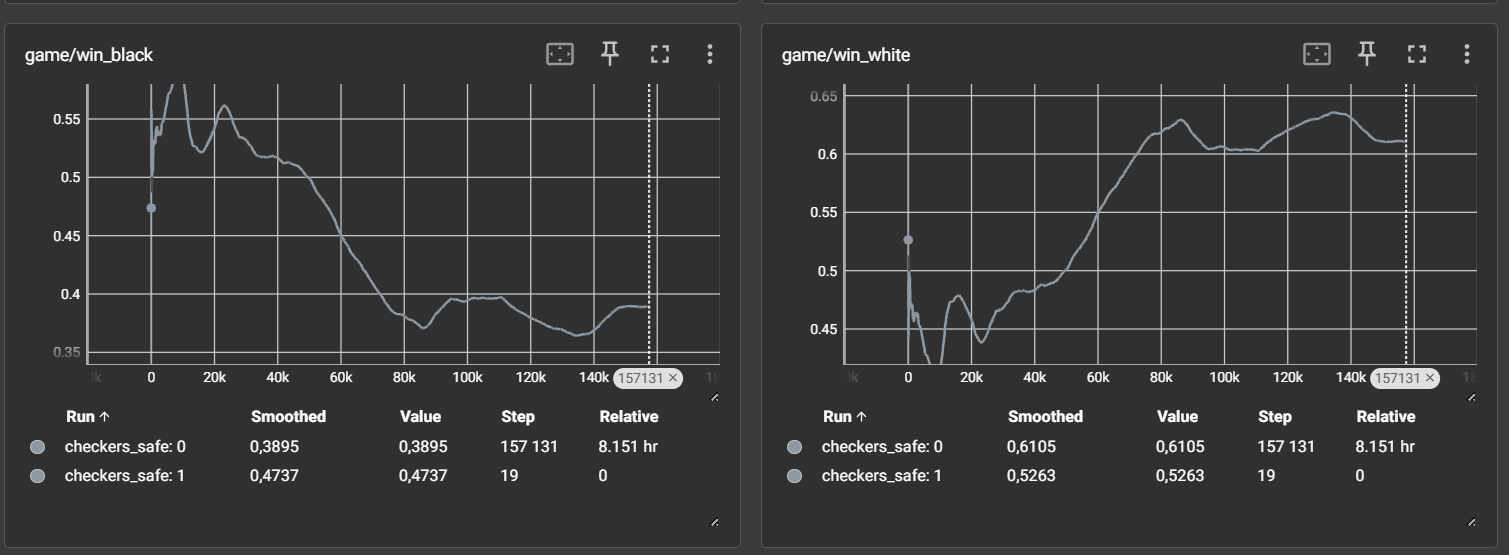 game/win_black
0.55
0.5
0.45
0.4
0.35
0 20k 40k 60k 80k 100k 120k 140k 157131 ×
Run ↑ Smoothed Value Step Relative
checkers_safe: 0 0,3895 0,3895 157 131 8.151 hr
checkers_safe: 1 0,4737 0,4737 19 0
game/win_white
0.65
0.6
0.55
0.5
0.45
0 20k 40k 60k 80k 100k 120k 140k 157131 ×
Run ↑ Smoothed Value Step Relative
checkers_safe: 0 0,6105 0,6105 157 131 8.151 hr
checkers_safe: 1 0,5263 0,5263 19 0